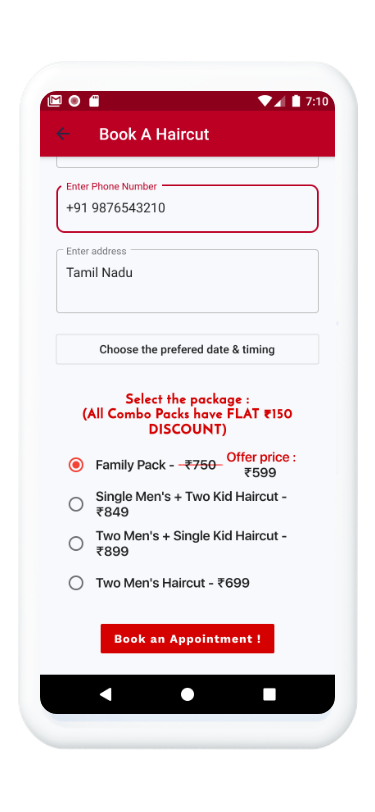 7:10
Book A Haircut
Enter Phone Number
+91 9876543210
Enter address
Tamil Nadu
Choose the prefered date & timing
Select the package :
(All Combo Packs have FLAT ₹150
DISCOUNT)
Family Pack - ₹750 Offer price :
₹599
Single Men's + Two Kid Haircut -
₹849
Two Men's + Single Kid Haircut -
₹899
Two Men's Haircut - ₹699
Book an Appointment !